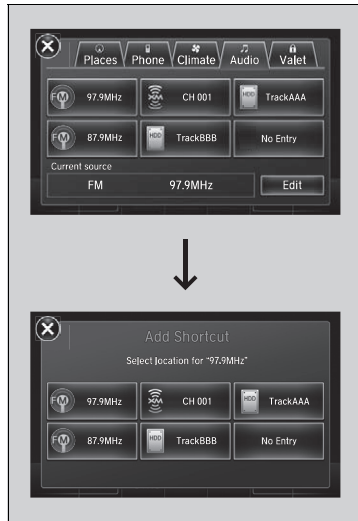 Places Phone Climate Audio Valet
FM 97.9MHz XM CH 001 HDD TrackAAA
FM 87.9MHz HDD TrackBBB No Entry
Current source
FM 97.9MHz Edit
Add Shortcut
Select location for "97.9MHz"
FM 97.9MHz XM CH 001 HDD TrackAAA
FM 87.9MHz HDD TrackBBB No Entry